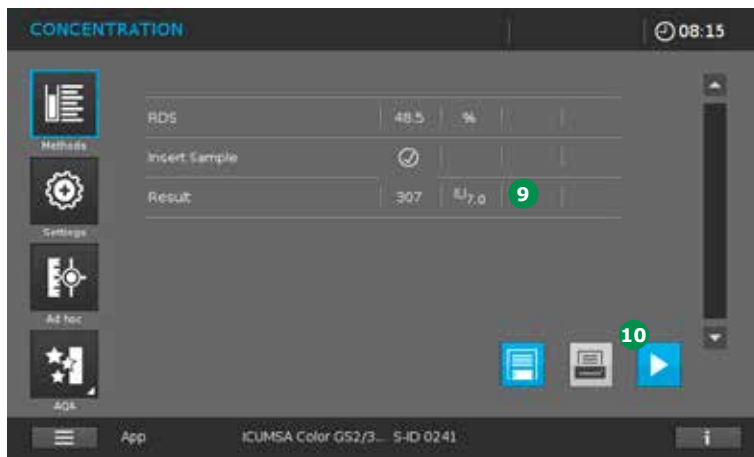 CONCENTRATION
08:15
RDS 48.5 %
Methods
Insert Sample
Result 307 IU7.0 9
Settings
Ad hoc
10
AQA
App ICUMSA Color GS2/3... S-ID 0241 i